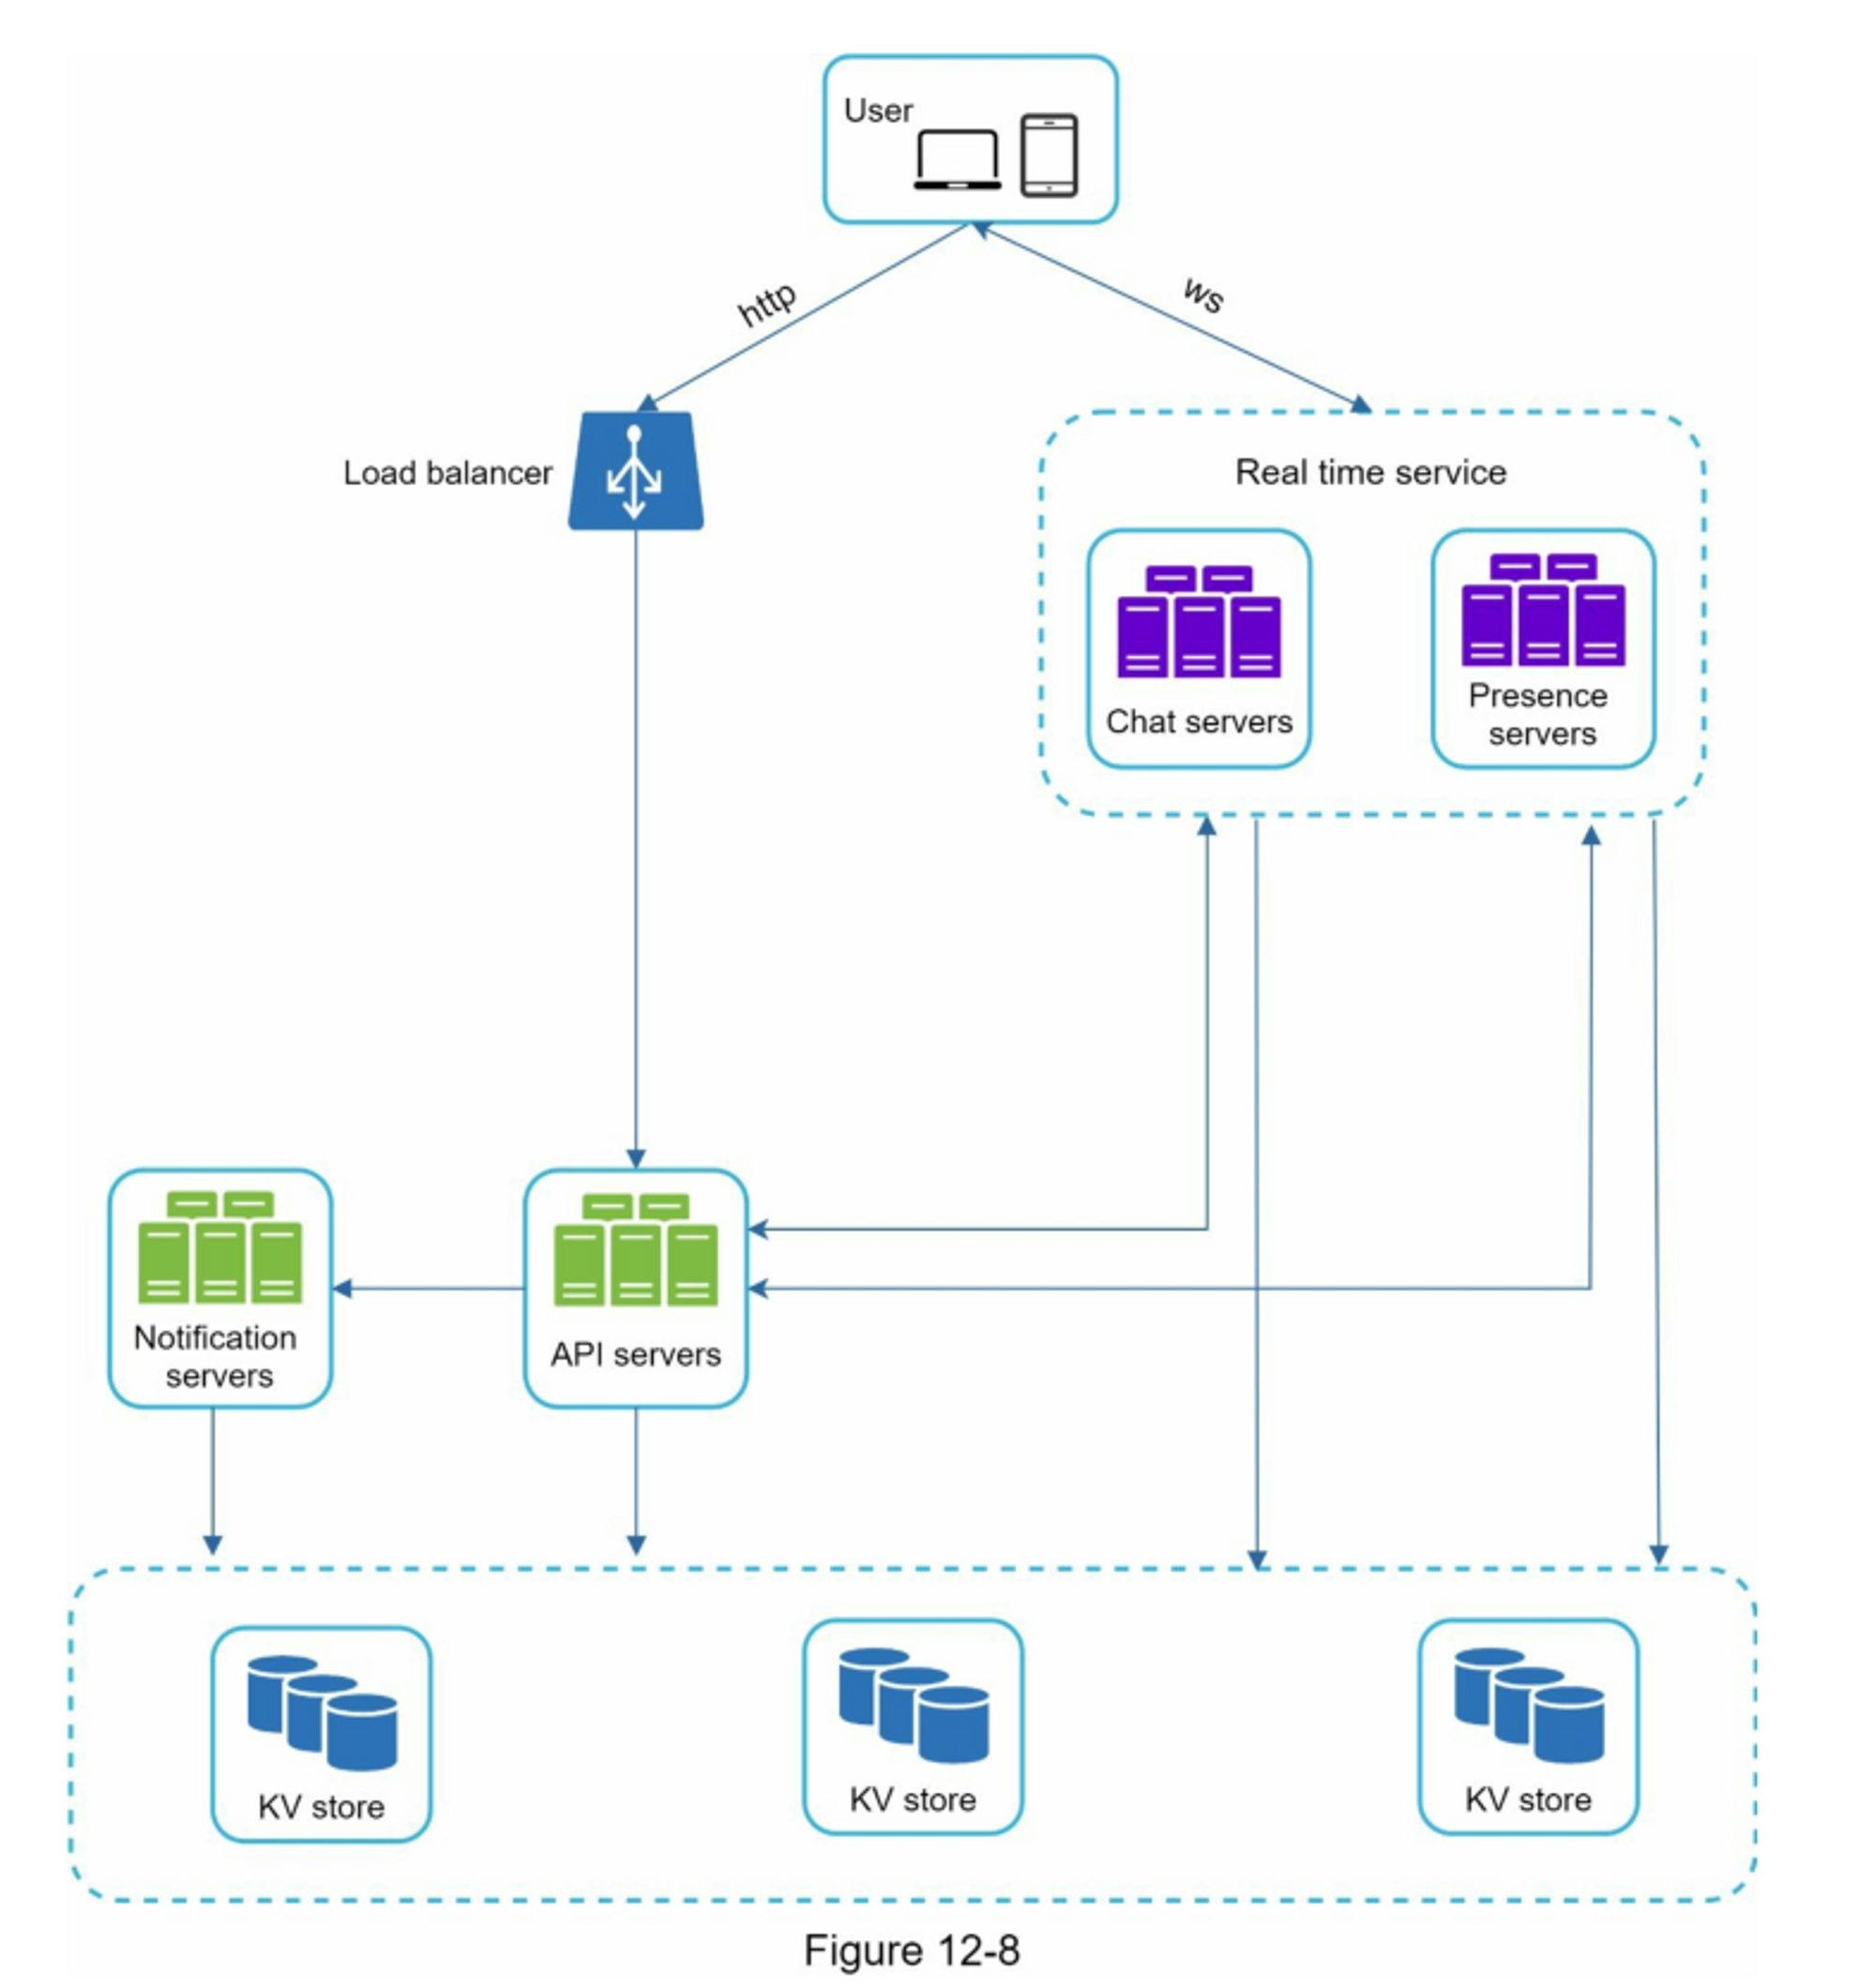 User
http
ws
Load balancer
Real time service
Chat servers
Presence
servers
Notification
servers
API servers
KV store
KV store
KV store
Figure 12-8